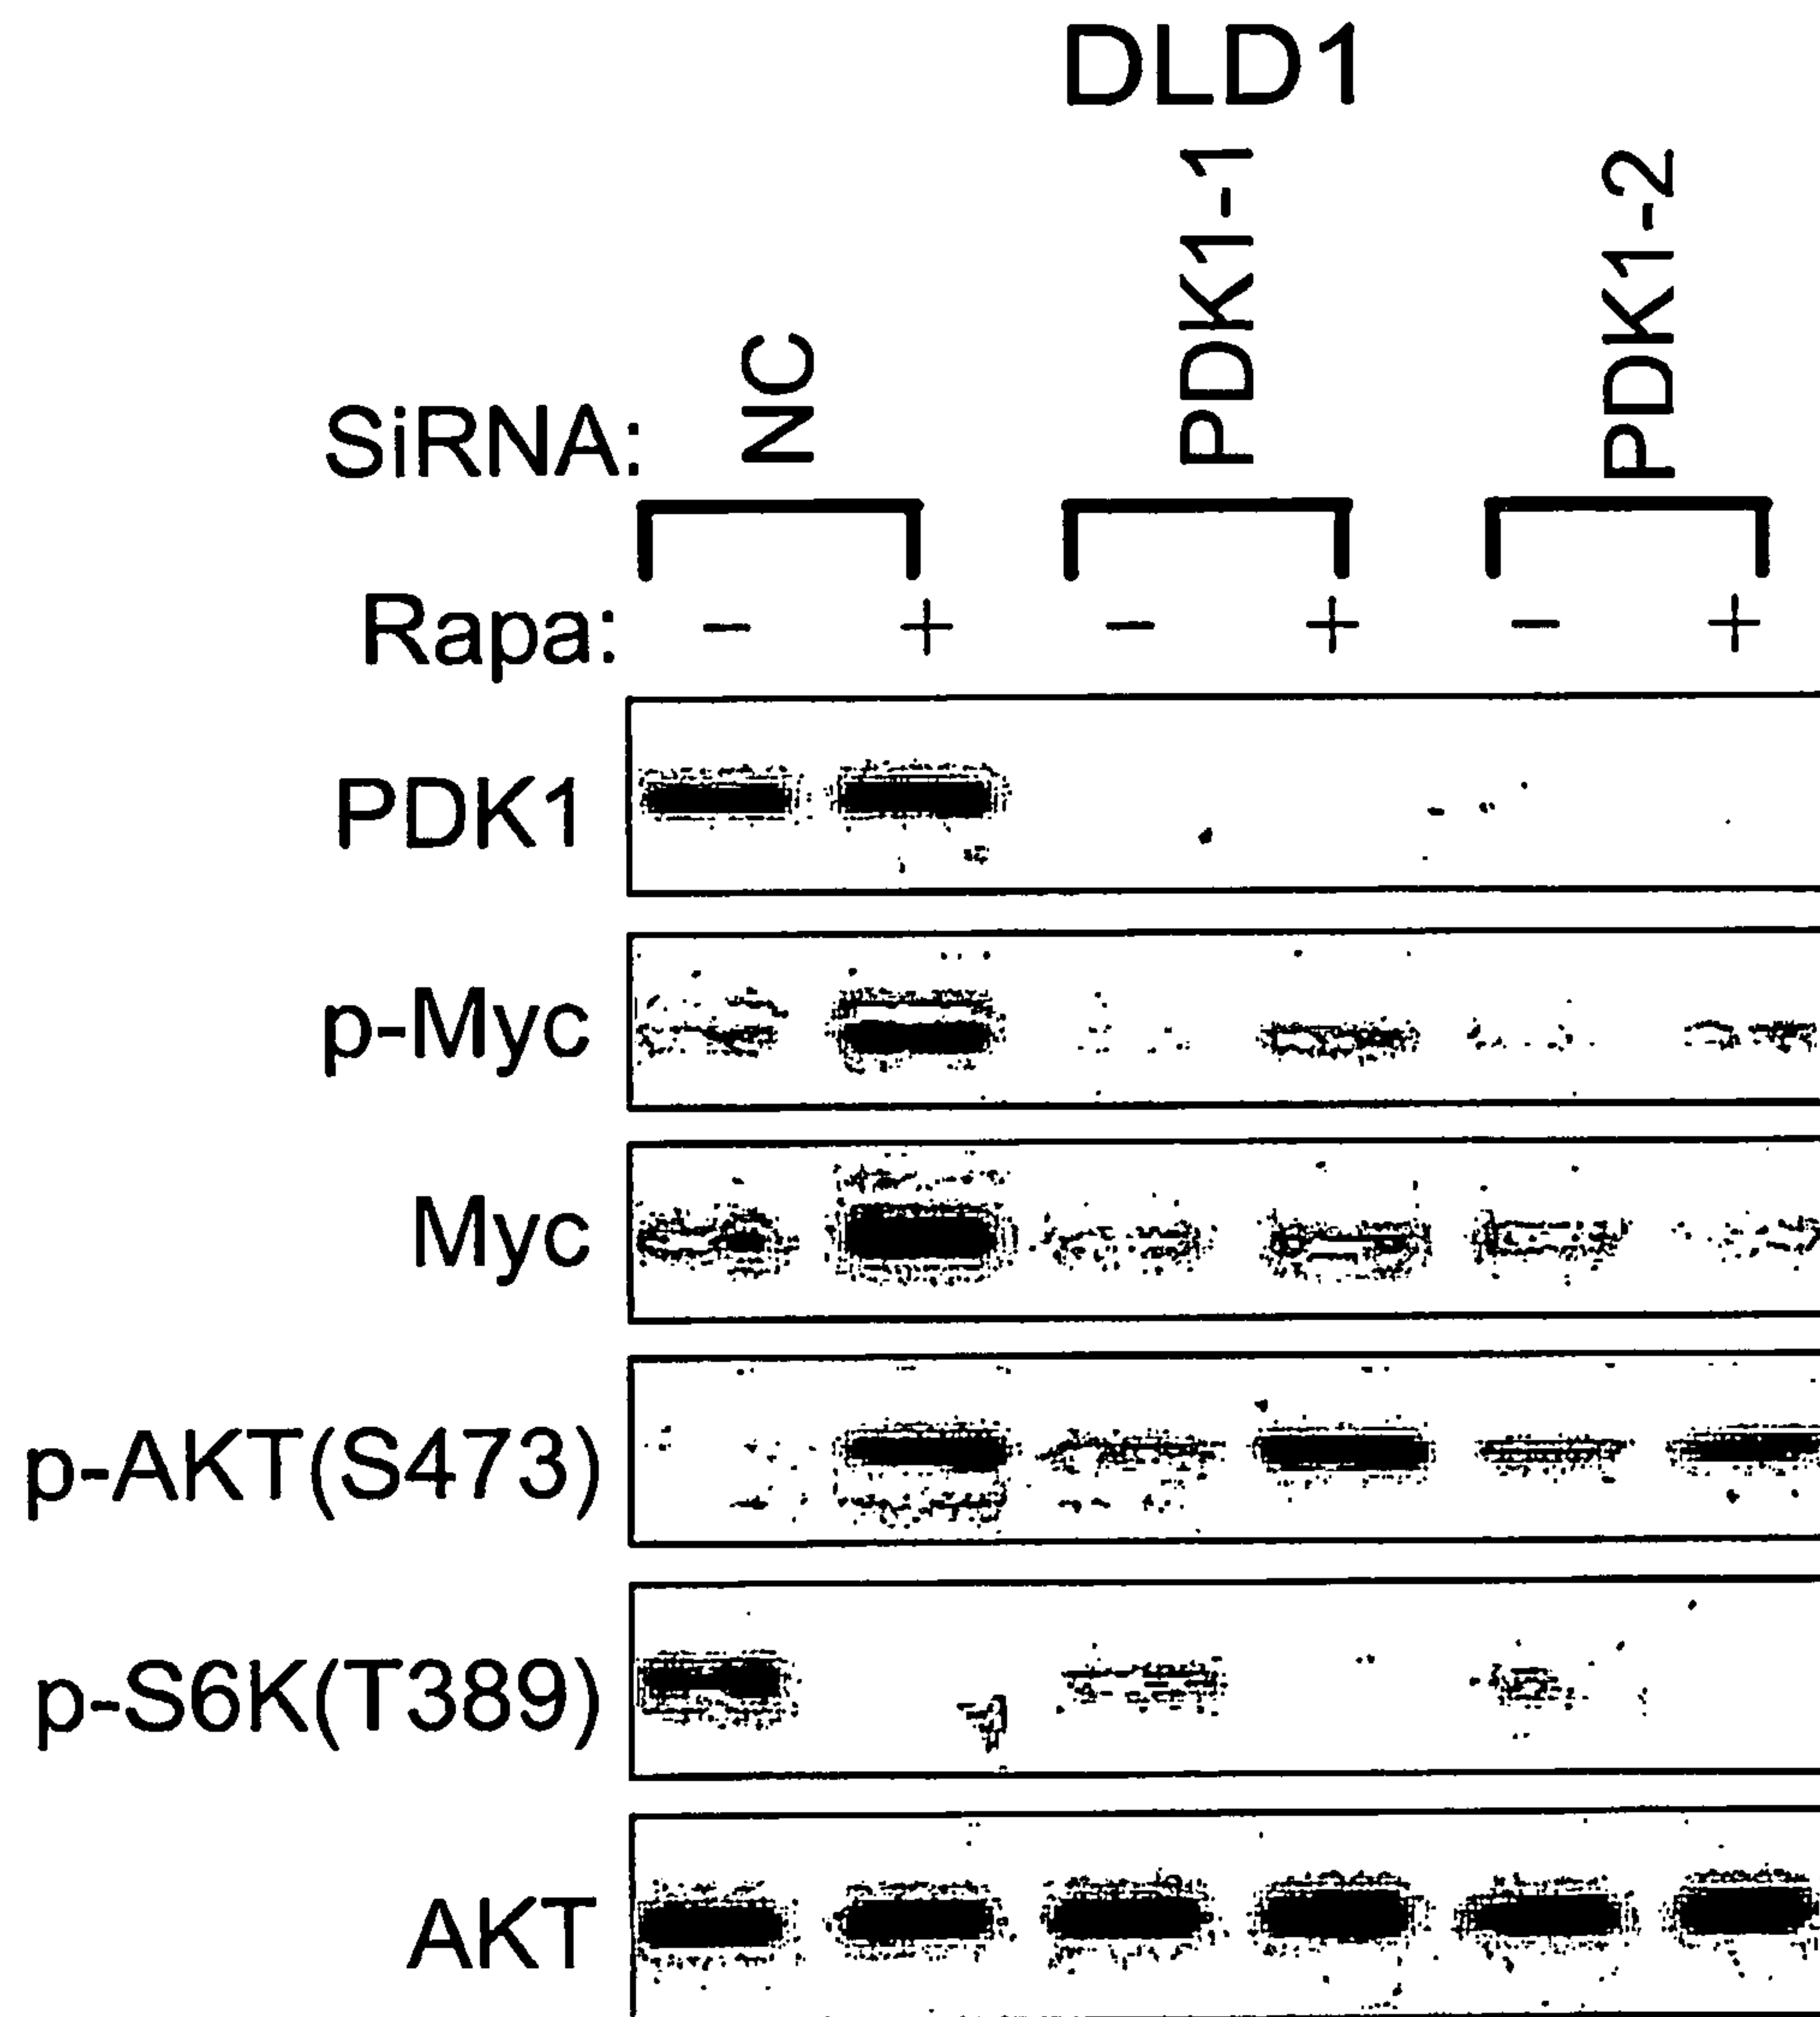 DLD1
SiRNA: NC PDK1-1 PDK1-2
Rapa: − + − + − +
PDK1
p-Myc
Myc
p-AKT(S473)
p-S6K(T389)
AKT